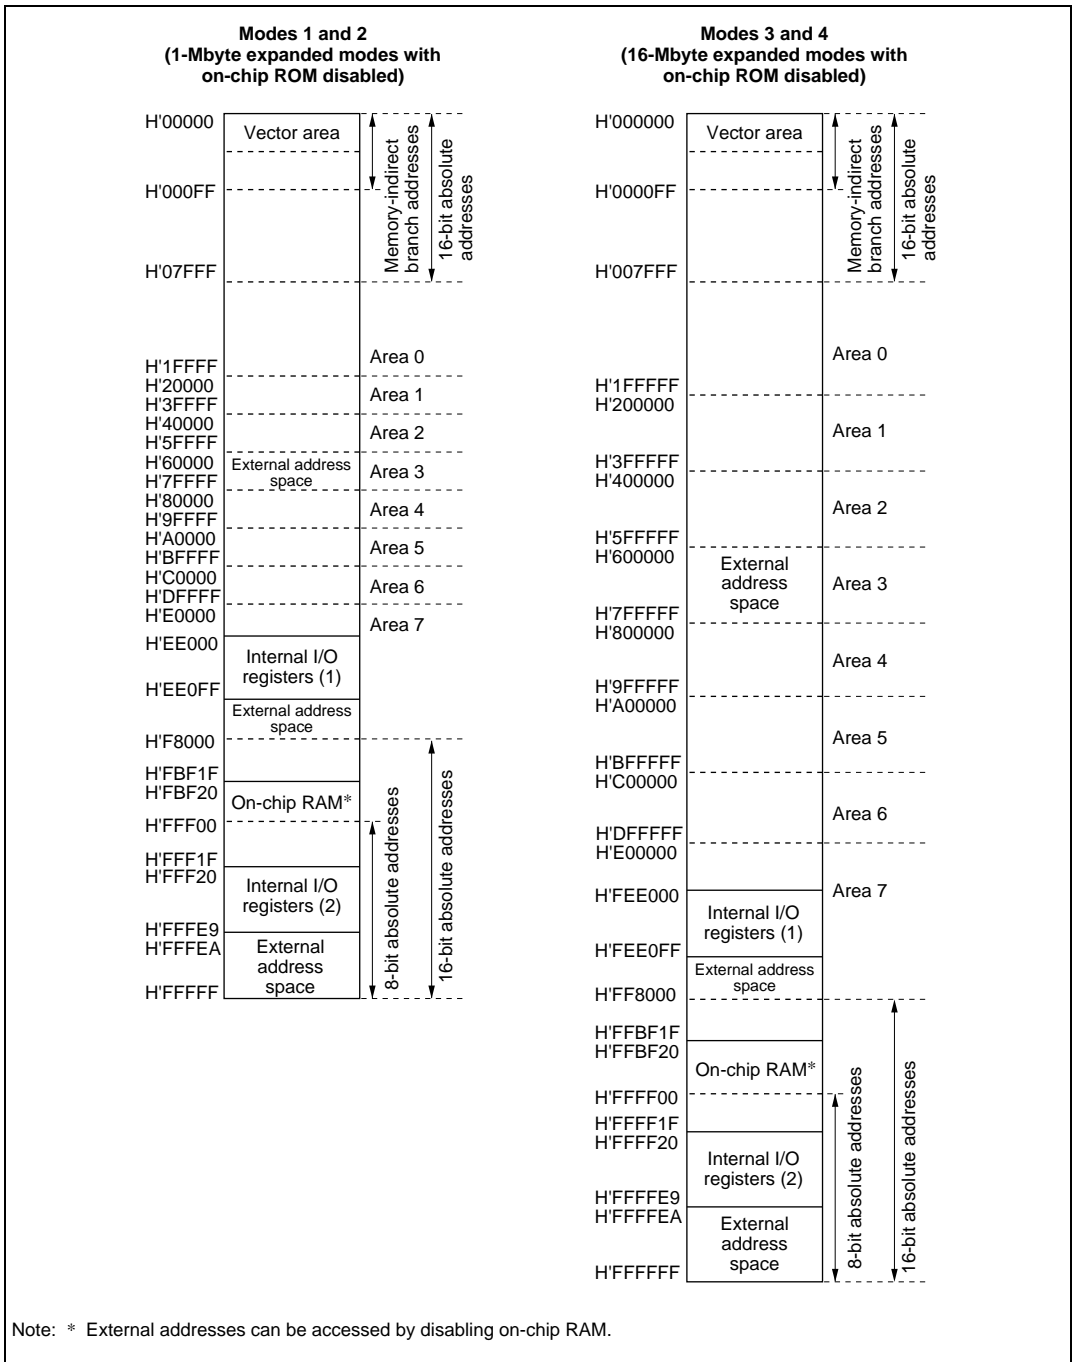 Modes 1 and 2
(1-Mbyte expanded modes with
on-chip ROM disabled)
H'00000
Vector area
H'000FF
Memory-indirect
branch addresses
16-bit absolute
addresses
H'07FFF
Area 0
H'1FFFF
H'20000
Area 1
H'3FFFF
H'40000
Area 2
H'5FFFF
H'60000
External address
space
Area 3
H'7FFFF
H'80000
Area 4
H'9FFFF
H'A0000
Area 5
H'BFFFF
H'C0000
Area 6
H'DFFFF
H'E0000
Area 7
H'EE000
Internal I/O
registers (1)
H'EE0FF
External address
space
H'F8000
H'FBF1F
H'FBF20
On-chip RAM*
H'FFF00
H'FFF1F
H'FFF20
Internal I/O
registers (2)
H'FFFE9
H'FFFEA
External
address
space
H'FFFFF
8-bit absolute addresses
16-bit absolute addresses
Modes 3 and 4
(16-Mbyte expanded modes with
on-chip ROM disabled)
H'000000
Vector area
H'0000FF
Memory-indirect
branch addresses
16-bit absolute
addresses
H'007FFF
Area 0
H'1FFFFF
H'200000
Area 1
H'3FFFFF
H'400000
Area 2
H'5FFFFF
H'600000
External
address
space
Area 3
H'7FFFFF
H'800000
Area 4
H'9FFFFF
H'A00000
Area 5
H'BFFFFF
H'C00000
Area 6
H'DFFFFF
H'E00000
Area 7
H'FEE000
Internal I/O
registers (1)
H'FEE0FF
External address
space
H'FF8000
H'FFBF1F
H'FFBF20
On-chip RAM*
H'FFFF00
H'FFFF1F
H'FFFF20
Internal I/O
registers (2)
H'FFFFE9
H'FFFFEA
External
address
space
H'FFFFFF
8-bit absolute addresses
16-bit absolute addresses
Note: * External addresses can be accessed by disabling on-chip RAM.